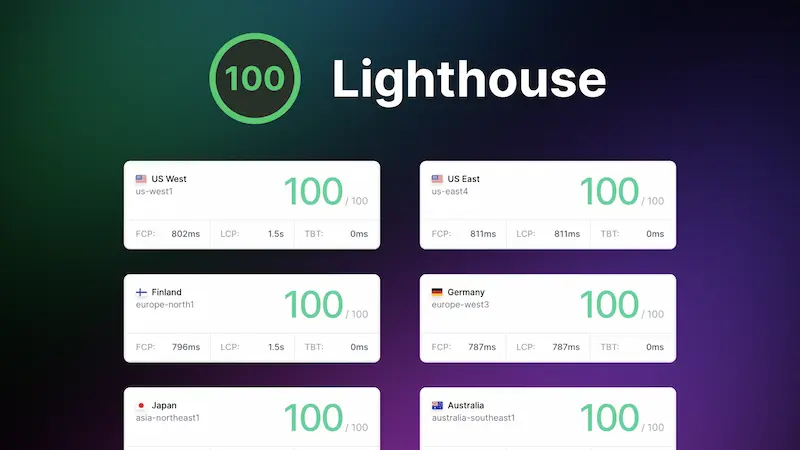 100 Lighthouse
US West
us-west1
100 / 100
FCP: 802ms LCP: 1.5s TBT: 0ms
US East
us-east4
100 / 100
FCP: 811ms LCP: 811ms TBT: 0ms
Finland
europe-north1
100 / 100
FCP: 796ms LCP: 1.5s TBT: 0ms
Germany
europe-west3
100 / 100
FCP: 787ms LCP: 787ms TBT: 0ms
Japan
asia-northeast1
100 / 100
Australia
australia-southeast1
100 / 100